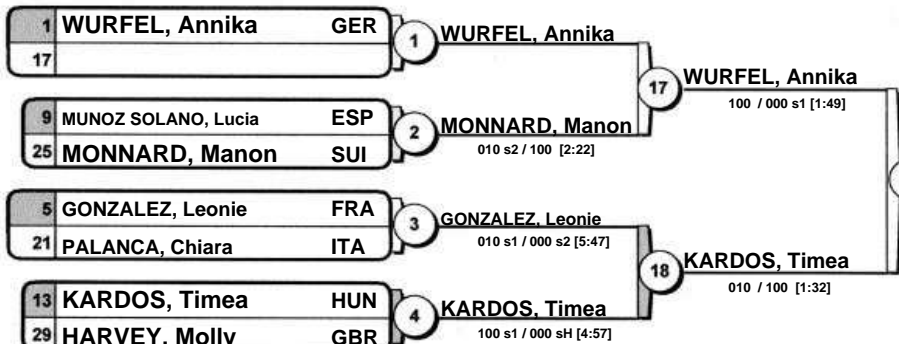 1 WURFEL, Annika GER
17
1 WURFEL, Annika
9 MUNOZ SOLANO, Lucia ESP
25 MONNARD, Manon SUI
2 MONNARD, Manon
010 s2 / 100 [2:22]
17 WURFEL, Annika
100 / 000 s1 [1:49]
5 GONZALEZ, Leonie FRA
21 PALANCA, Chiara ITA
3 GONZALEZ, Leonie
010 s1 / 000 s2 [5:47]
13 KARDOS, Timea HUN
29 HARVEY, Molly GBR
4 KARDOS, Timea
100 s1 / 000 sH [4:57]
18 KARDOS, Timea
010 / 100 [1:32]